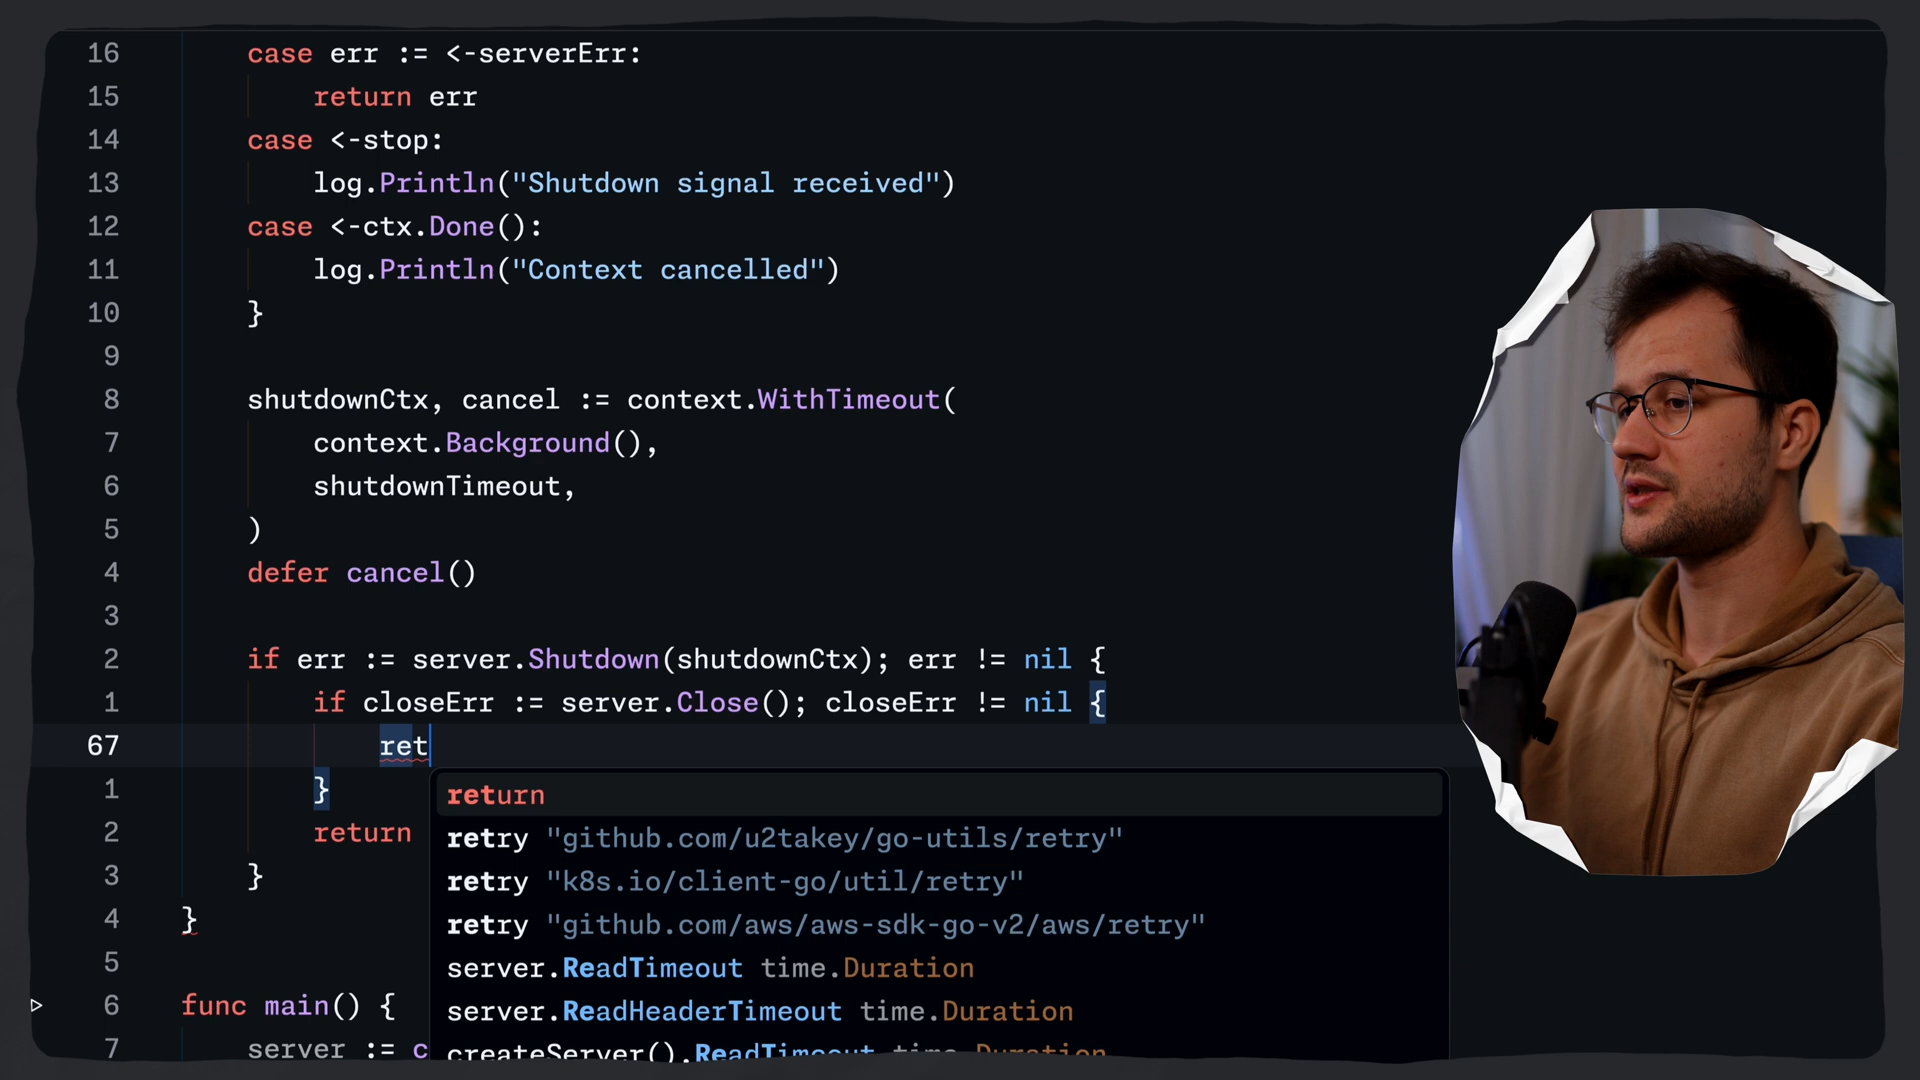 16 case err := <-serverErr:
15 return err
14 case <-stop:
13 log.Println("Shutdown signal received")
12 case <-ctx.Done():
11 log.Println("Context cancelled")
10 }
9
8 shutdownCtx, cancel := context.WithTimeout(
7 context.Background(),
6 shutdownTimeout,
5 )
4 defer cancel()
3
2 if err := server.Shutdown(shutdownCtx); err != nil {
1 if closeErr := server.Close(); closeErr != nil {
67 ret
1 }
2 return
3 }
4 }
5
6 func main() {
7 server := c
return
retry "github.com/u2takey/go-utils/retry"
retry "k8s.io/client-go/util/retry"
retry "github.com/aws/aws-sdk-go-v2/aws/retry"
server.ReadTimeout time.Duration
server.ReadHeaderTimeout time.Duration
createServer().ReadTimeout time.Duration